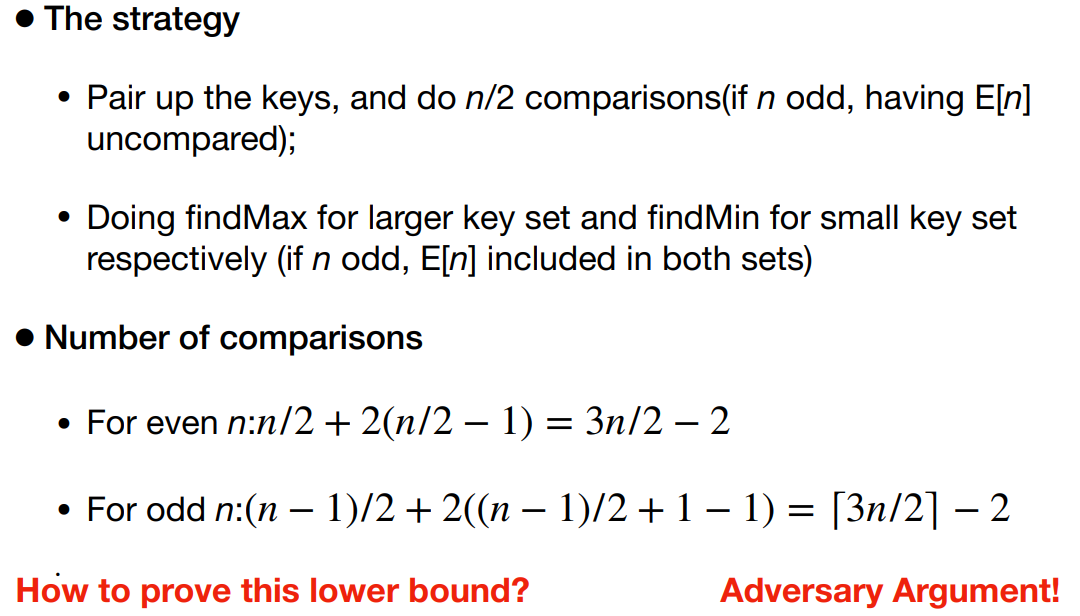 ● The strategy
• Pair up the keys, and do n/2 comparisons(if n odd, having E[n]
uncompared);
• Doing findMax for larger key set and findMin for small key set
respectively (if n odd, E[n] included in both sets)
● Number of comparisons
• For even n:n/2 + 2(n/2 − 1) = 3n/2 − 2
• For odd n:(n − 1)/2 + 2((n − 1)/2 + 1 − 1) = ⌈3n/2⌉ − 2
.
How to prove this lower bound? Adversary Argument!